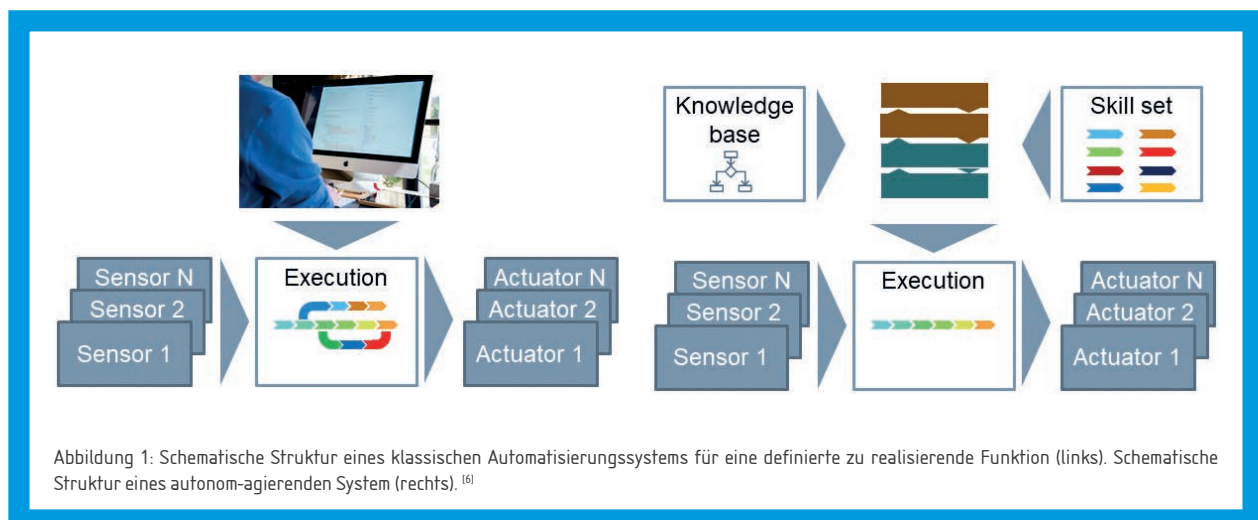 Knowledge
base
Skill set
Sensor N
Sensor 2
Sensor 1
Execution
Actuator N
Actuator 2
Actuator 1
Sensor N
Sensor 2
Sensor 1
Execution
Actuator N
Actuator 2
Actuator 1
Abbildung 1: Schematische Struktur eines klassischen Automatisierungssystems für eine definierte zu realisierende Funktion (links). Schematische
Struktur eines autonom-agierenden System (rechts). [6]